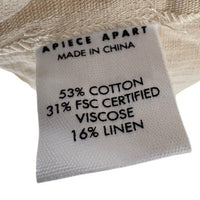 APIECE APART
MADE IN CHINA
53% COTTON
31% FSC CERTIFIED
VISCOSE
16% LINEN